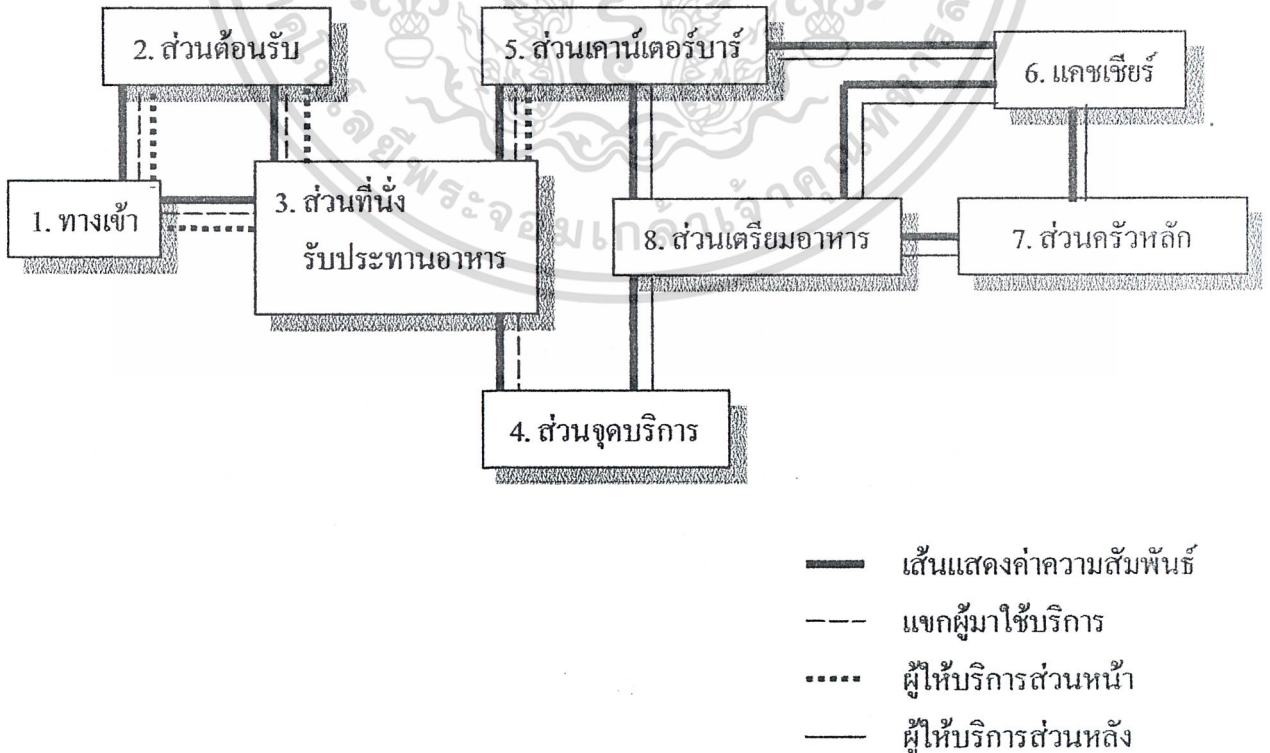 2. ส่วนต้อนรับ
5. ส่วนเคาน์เตอร์บาร์
6. แคชเชียร์
1. ทางเข้า
3. ส่วนที่นั่ง
รับประทานอาหาร
8. ส่วนเตรียมอาหาร
7. ส่วนครัวหลัก
4. ส่วนจุดบริการ
เส้นแสดงค่าความสัมพันธ์
แขกผู้มาใช้บริการ
ผู้ให้บริการส่วนหน้า
ผู้ให้บริการส่วนหลัง